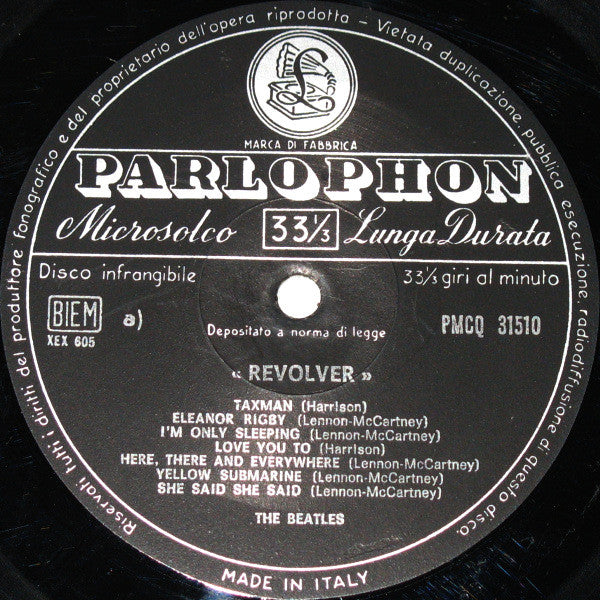 Riservati tutti i diritti del produttore fonografico e del proprietario dell'opera riprodotta – Vietata duplicazione, pubblica esecuzione, radiodiffusione di questo disco.
£
MARCA DI FABBRICA
PARLOPHON
Microsolco 33⅓ Lunga Durata
Disco infrangibile 33⅓ giri al minuto
BIEM a) PMCQ 31510
XEX 605
Depositato a norma di legge
« REVOLVER »
TAXMAN (Harrison)
ELEANOR RIGBY (Lennon-McCartney)
I'M ONLY SLEEPING (Lennon-McCartney)
LOVE YOU TO (Harrison)
HERE, THERE AND EVERYWHERE (Lennon-McCartney)
YELLOW SUBMARINE (Lennon-McCartney)
SHE SAID SHE SAID (Lennon-McCartney)
THE BEATLES
MADE IN ITALY